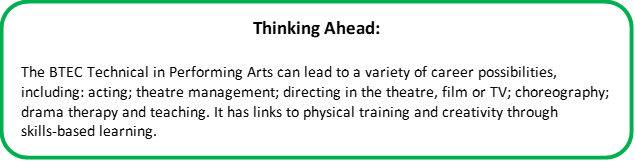 Thinking Ahead:
The BTEC Technical in Performing Arts can lead to a variety of career possibilities,
including: acting; theatre management; directing in the theatre, film or TV; choreography;
drama therapy and teaching. It has links to physical training and creativity through
skills-based learning.